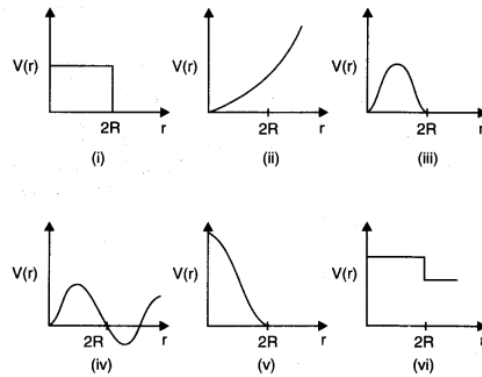 V(r) 2R r
(i)
V(r) 2R r
(ii)
V(r) 2R r
(iii)
V(r) 2R r
(iv)
V(r) 2R r
(v)
V(r) 2R
(vi)